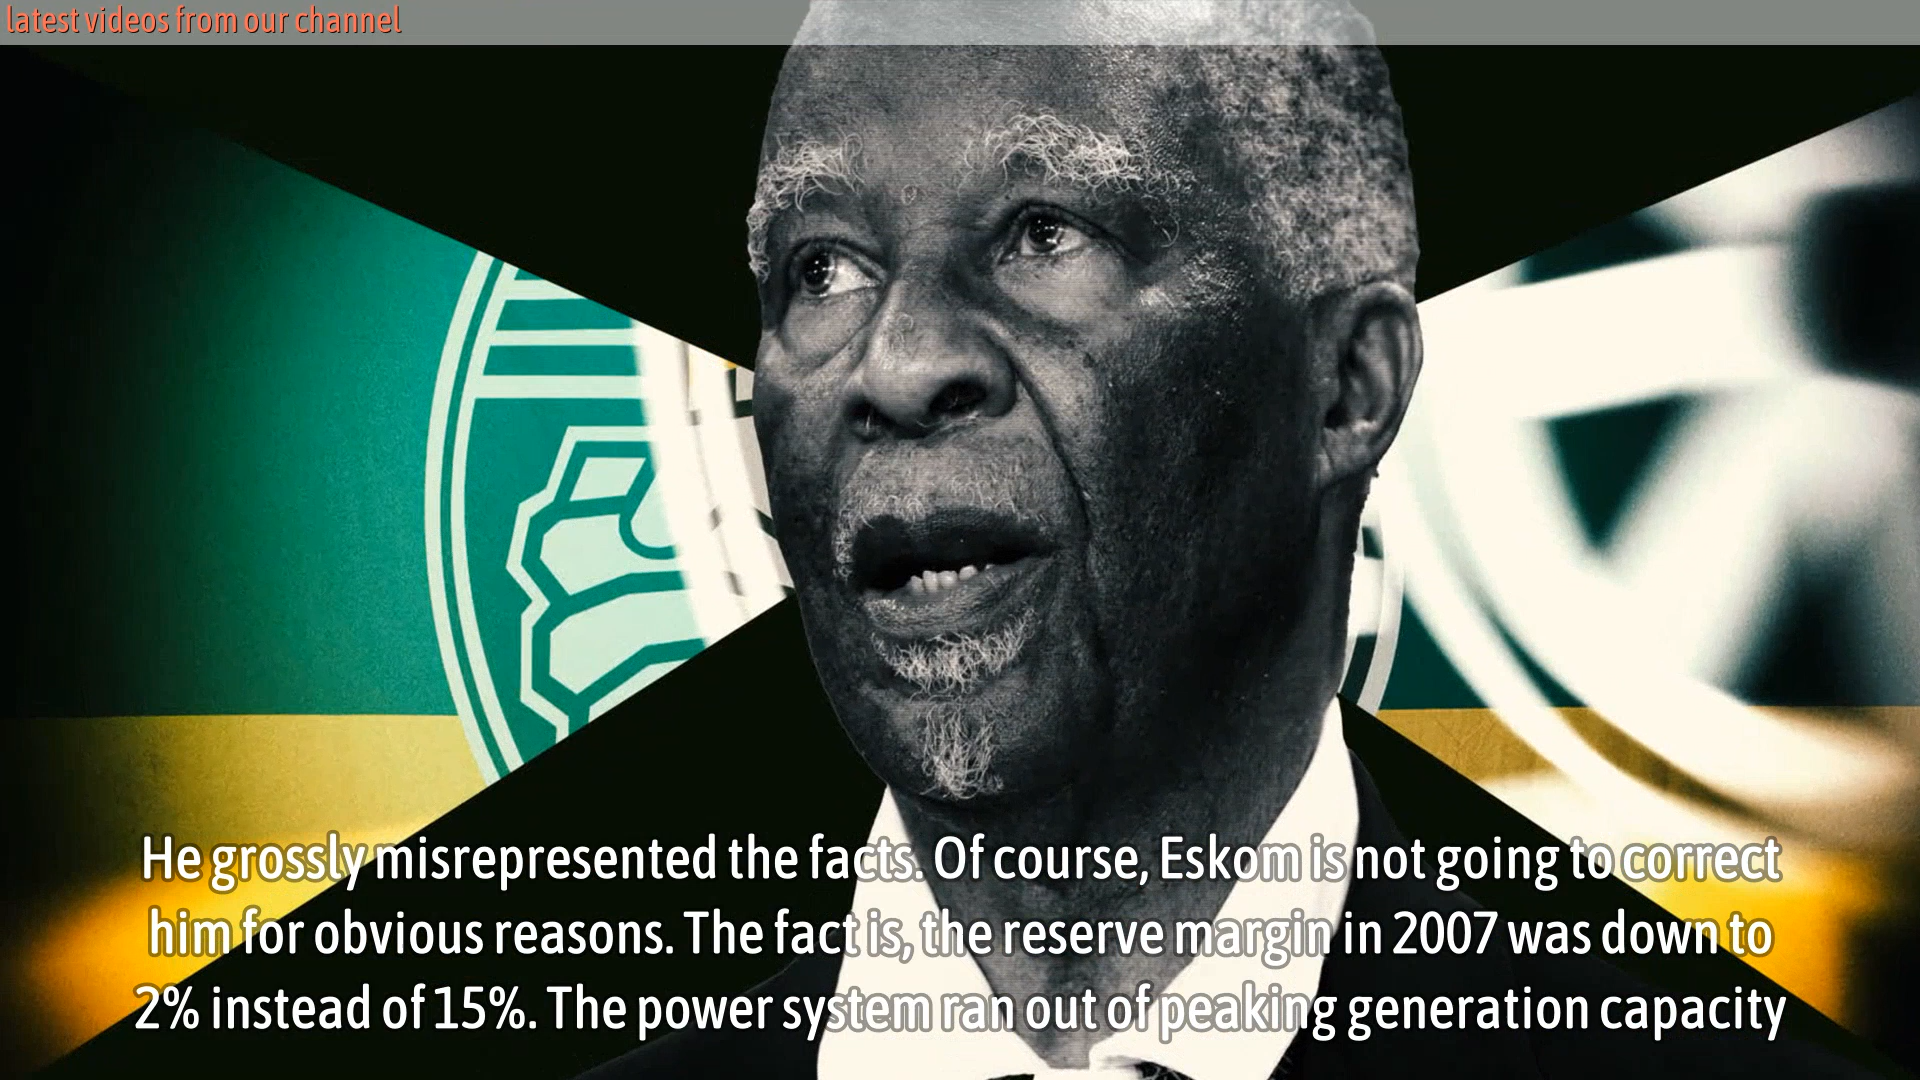 latest videos from our channel
He grossly misrepresented the facts. Of course, Eskom is not going to correct
him for obvious reasons. The fact is, the reserve margin in 2007 was down to
2% instead of 15%. The power system ran out of peaking generation capacity